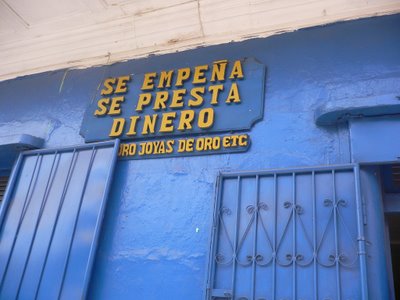 SE EMPEÑA
SE PRESTA
DINERO
JOYAS DE ORO ETC